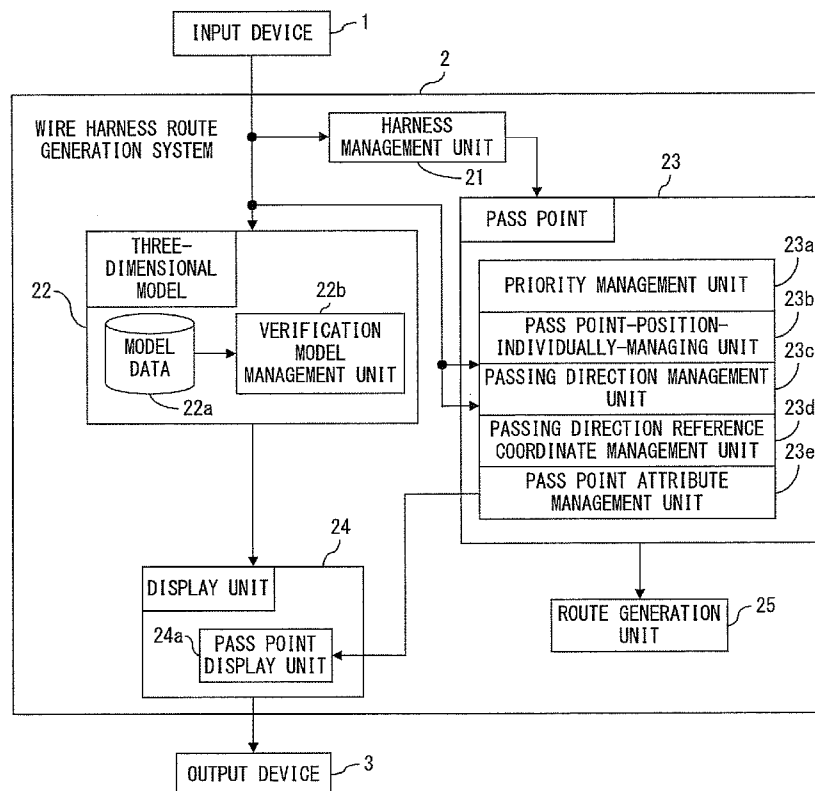 INPUT DEVICE
1
2
WIRE HARNESS ROUTE
GENERATION SYSTEM
HARNESS
MANAGEMENT UNIT
21
23
PASS POINT
THREE-
DIMENSIONAL
MODEL
22
22b
MODEL
DATA
22a
VERIFICATION
MODEL
MANAGEMENT UNIT
23a
PRIORITY MANAGEMENT UNIT
23b
PASS POINT-POSITION-
INDIVIDUALLY-MANAGING UNIT
23c
PASSING DIRECTION MANAGEMENT
UNIT
23d
PASSING DIRECTION REFERENCE
COORDINATE MANAGEMENT UNIT
23e
PASS POINT ATTRIBUTE
MANAGEMENT UNIT
24
DISPLAY UNIT
24a
PASS POINT
DISPLAY UNIT
ROUTE GENERATION
UNIT
25
OUTPUT DEVICE
3